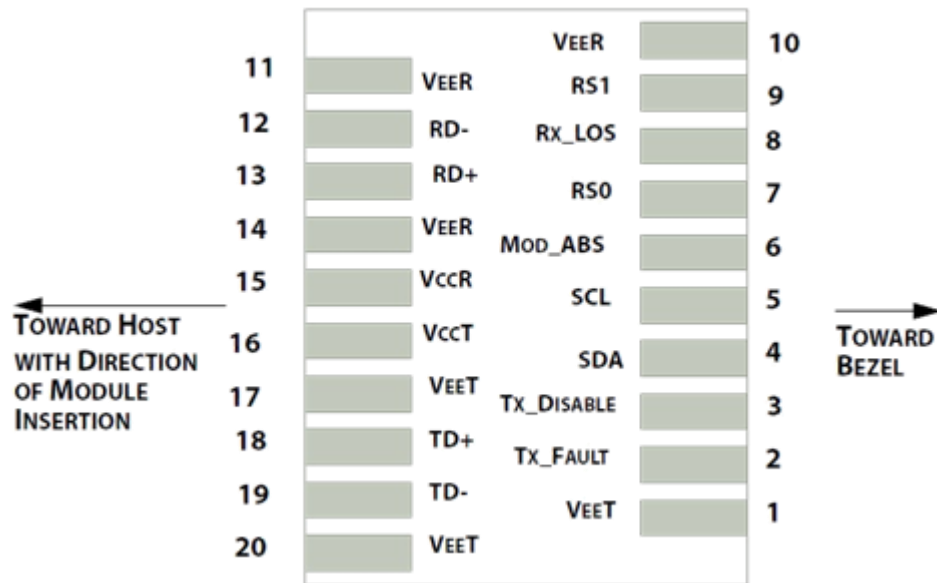 VEER 10
11 VEER RS1 9
12 RD- RX_LOS 8
13 RD+ RS0 7
14 VEER MOD_ABS 6
15 VCCR SCL 5
16 VCCT SDA 4
17 VEET TX_DISABLE 3
18 TD+ TX_FAULT 2
19 TD- VEET 1
20 VEET
TOWARD HOST
WITH DIRECTION
OF MODULE
INSERTION
TOWARD
BEZEL